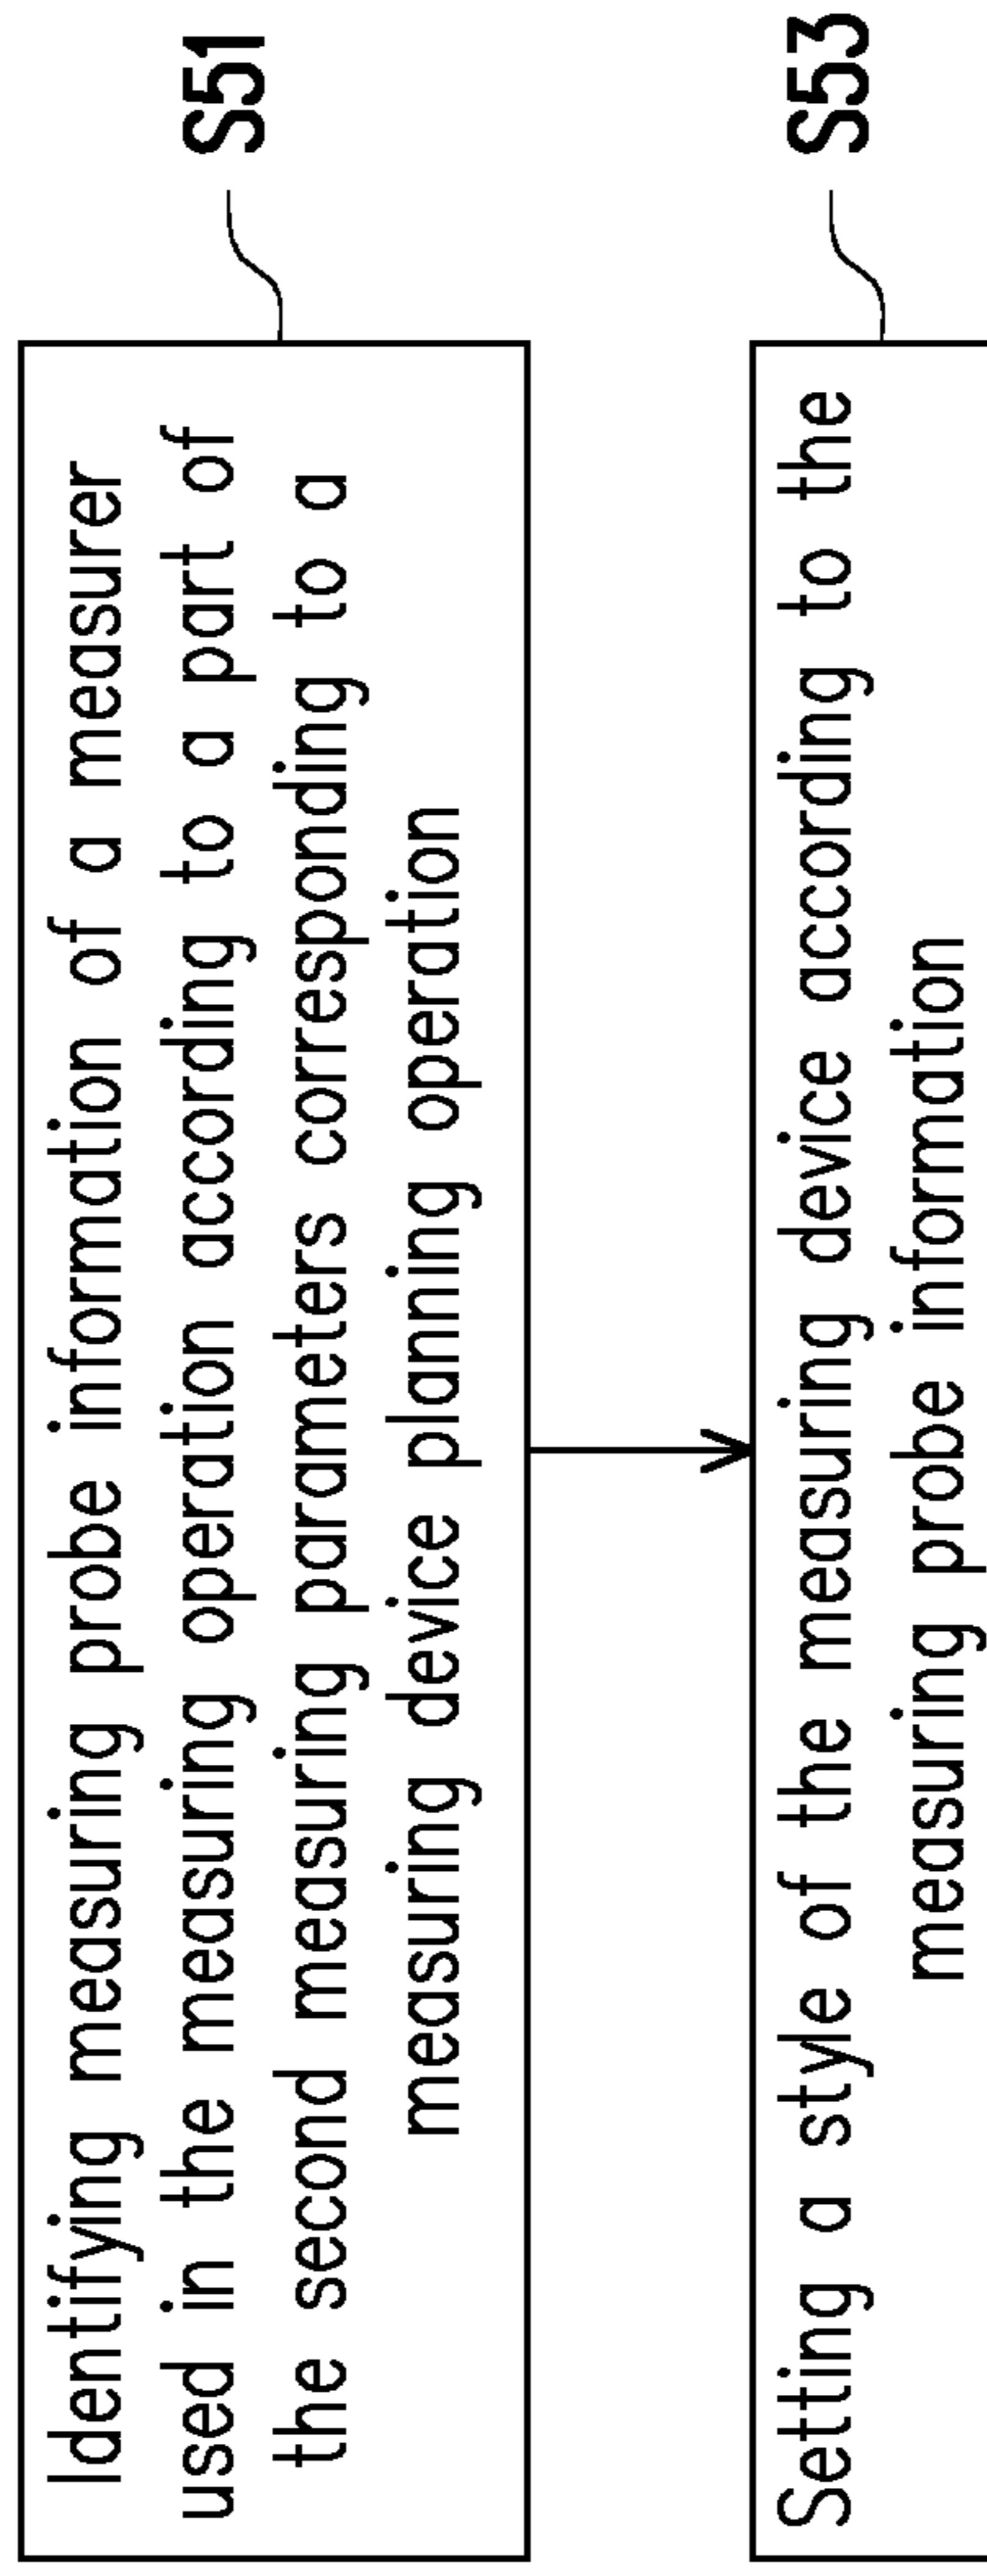 Identifying measuring probe information of a measurer
used in the measuring operation according to a part of
the second measuring parameters corresponding to a
measuring device planning operation
S51
Setting a style of the measuring device according to the
measuring probe information
S53